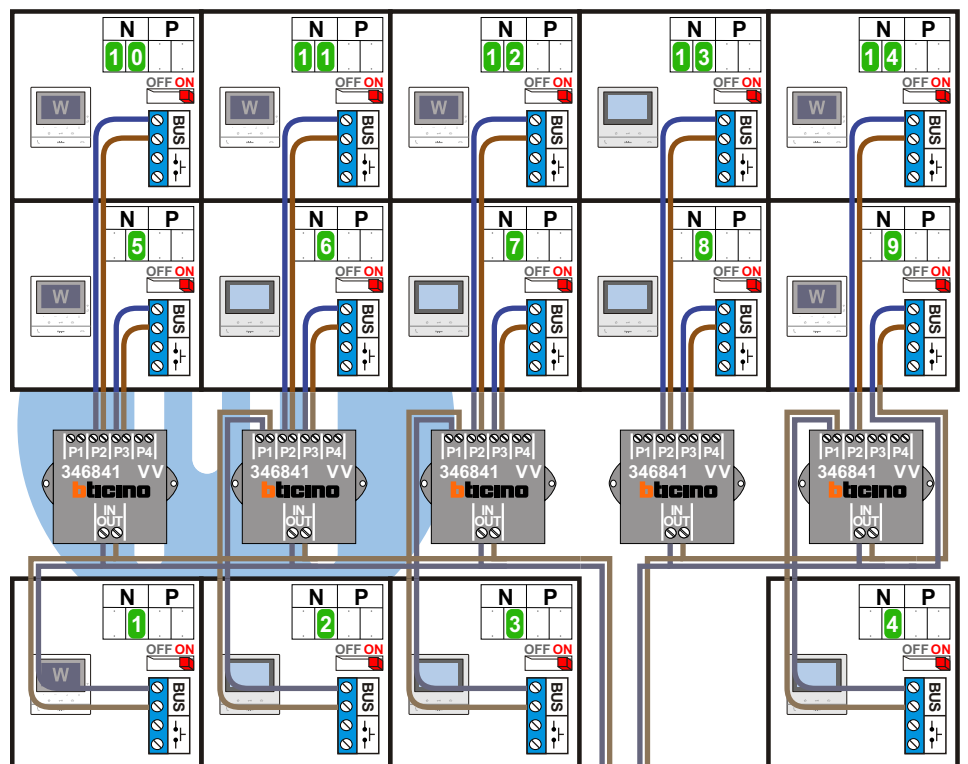 N P N P N P N P N P
10 11 12 13 14
OFF ON OFF ON OFF ON OFF ON OFF ON
W W W W
BUS BUS BUS BUS BUS
N P N P N P N P N P
5 6 7 8 9
OFF ON OFF ON OFF ON OFF ON OFF ON
W W
BUS BUS BUS BUS BUS
P1 P2 P3 P4 P1 P2 P3 P4 P1 P2 P3 P4 P1 P2 P3 P4 P1 P2 P3 P4
346841 VV 346841 VV 346841 VV 346841 VV 346841 VV
bticino bticino bticino bticino bticino
IN IN IN IN IN
OUT OUT OUT OUT OUT
N P N P N P N P
1 2 3 4
OFF ON OFF ON OFF ON OFF ON
W
BUS BUS BUS BUS